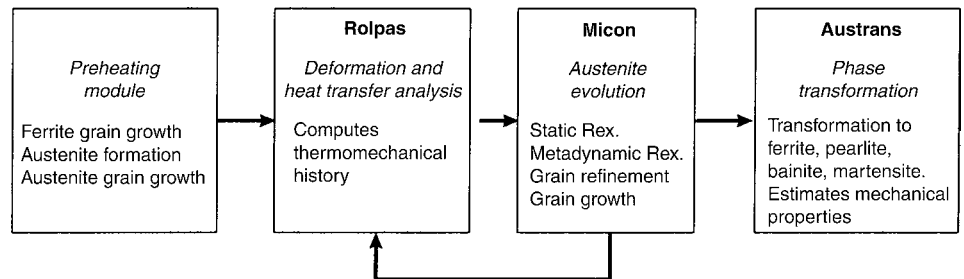 Preheating
module
Ferrite grain growth
Austenite formation
Austenite grain growth
Rolpas
Deformation and
heat transfer analysis
Computes
thermomechanical
history
Micon
Austenite
evolution
Static Rex.
Metadynamic Rex.
Grain refinement
Grain growth
Austrans
Phase
transformation
Transformation to
ferrite, pearlite,
bainite, martensite.
Estimates mechanical
properties